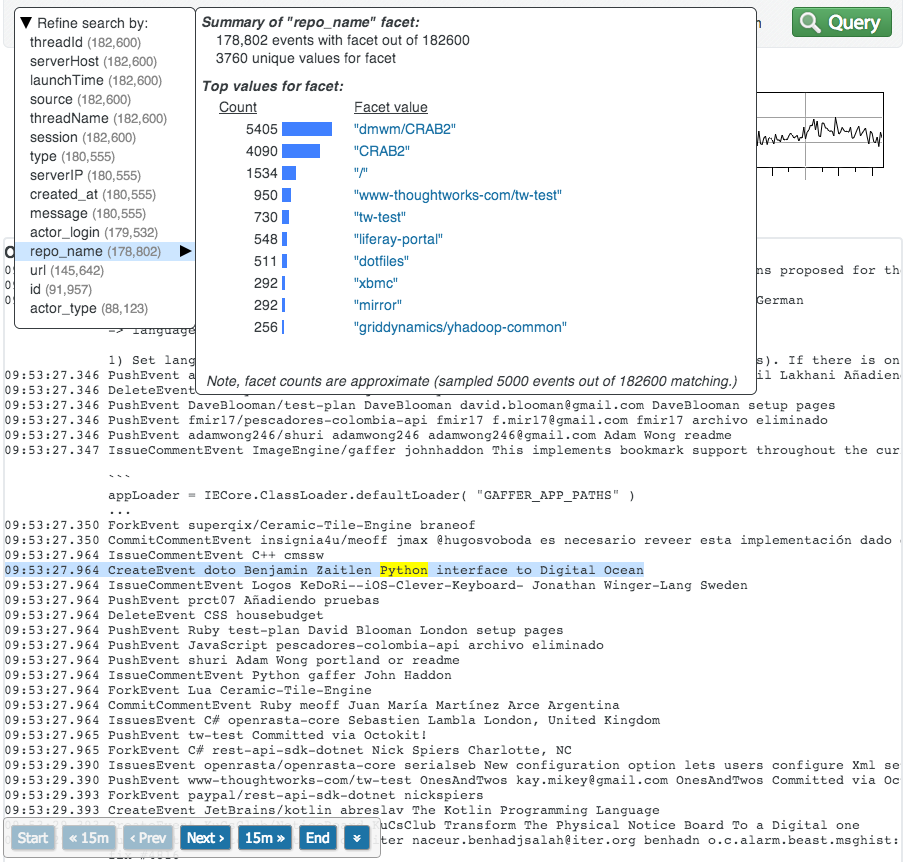 ▼ Refine search by:
threadId (182,600)
serverHost (182,600)
launchTime (182,600)
source (182,600)
threadName (182,600)
session (182,600)
type (180,555)
serverIP (180,555)
created_at (180,555)
message (180,555)
actor_login (179,532)
repo_name (178,802) ▶
url (145,642)
id (91,957)
actor_type (88,123)
Summary of "repo_name" facet:
178,802 events with facet out of 182600
3760 unique values for facet
Top values for facet:
Count Facet value
5405 "dmwm/CRAB2"
4090 "CRAB2"
1534 "/"
950 "www-thoughtworks-com/tw-test"
730 "tw-test"
548 "liferay-portal"
511 "dotfiles"
292 "xbmc"
292 "mirror"
256 "griddynamics/yhadoop-common"
Note, facet counts are approximate (sampled 5000 events out of 182600 matching.)
Query
ns proposed for th
German
-> language
l) Set lang s). If there is on
09:53:27.346 PushEvent a il Lakhani Añadien
09:53:27.346 DeleteEvent
09:53:27.346 PushEvent DaveBlooman/test-plan DaveBlooman david.blooman@gmail.com DaveBlooman setup pages
09:53:27.346 PushEvent fmir17/pescadores-colombia-api fmir17 f.mir17@gmail.com fmir17 archivo eliminado
09:53:27.346 PushEvent adamwong246/shuri adamwong246 adamwong246@gmail.com Adam Wong readme
09:53:27.347 IssueCommentEvent ImageEngine/gaffer johnhaddon This implements bookmark support throughout the cur
```
appLoader = IECore.ClassLoader.defaultLoader( "GAFFER_APP_PATHS" )
...
09:53:27.350 ForkEvent superqix/Ceramic-Tile-Engine braneof
09:53:27.350 CommitCommentEvent insignia4u/meoff jmax @hugosvoboda es necesario reveer esta implementación dado
09:53:27.964 IssueCommentEvent C++ cmssw
09:53:27.964 CreateEvent doto Benjamin Zaitlen Python interface to Digital Ocean
09:53:27.964 IssueCommentEvent Logos KeDoRi--iOS-Clever-Keyboard- Jonathan Winger-Lang Sweden
09:53:27.964 PushEvent prct07 Añadiendo pruebas
09:53:27.964 DeleteEvent CSS housebudget
09:53:27.964 PushEvent Ruby test-plan David Blooman London setup pages
09:53:27.964 PushEvent JavaScript pescadores-colombia-api archivo eliminado
09:53:27.964 PushEvent shuri Adam Wong portland or readme
09:53:27.964 IssueCommentEvent Python gaffer John Haddon
09:53:27.964 ForkEvent Lua Ceramic-Tile-Engine
09:53:27.964 CommitCommentEvent Ruby meoff Juan María Martínez Arce Argentina
09:53:27.964 IssuesEvent C# openrasta-core Sebastien Lambla London, United Kingdom
09:53:27.965 PushEvent tw-test Committed via Octokit!
09:53:27.965 ForkEvent C# rest-api-sdk-dotnet Nick Spiers Charlotte, NC
09:53:29.390 IssuesEvent openrasta/openrasta-core serialseb New configuration option lets users configure Xml se
09:53:29.390 PushEvent www-thoughtworks-com/tw-test OnesAndTwos kay.mikey@gmail.com OnesAndTwos Committed via Oc
09:53:29.393 ForkEvent paypal/rest-api-sdk-dotnet nickspiers
09:53:29.393 CreateEvent JetBrains/kotlin abreslav The Kotlin Programming Language
uCsClub Transform The Physical Notice Board To a Digital one
iter naceur.benhadjsalah@iter.org benhadn o.c.alarm.beast.msghist:
Start « 15m ‹ Prev Next › 15m » End